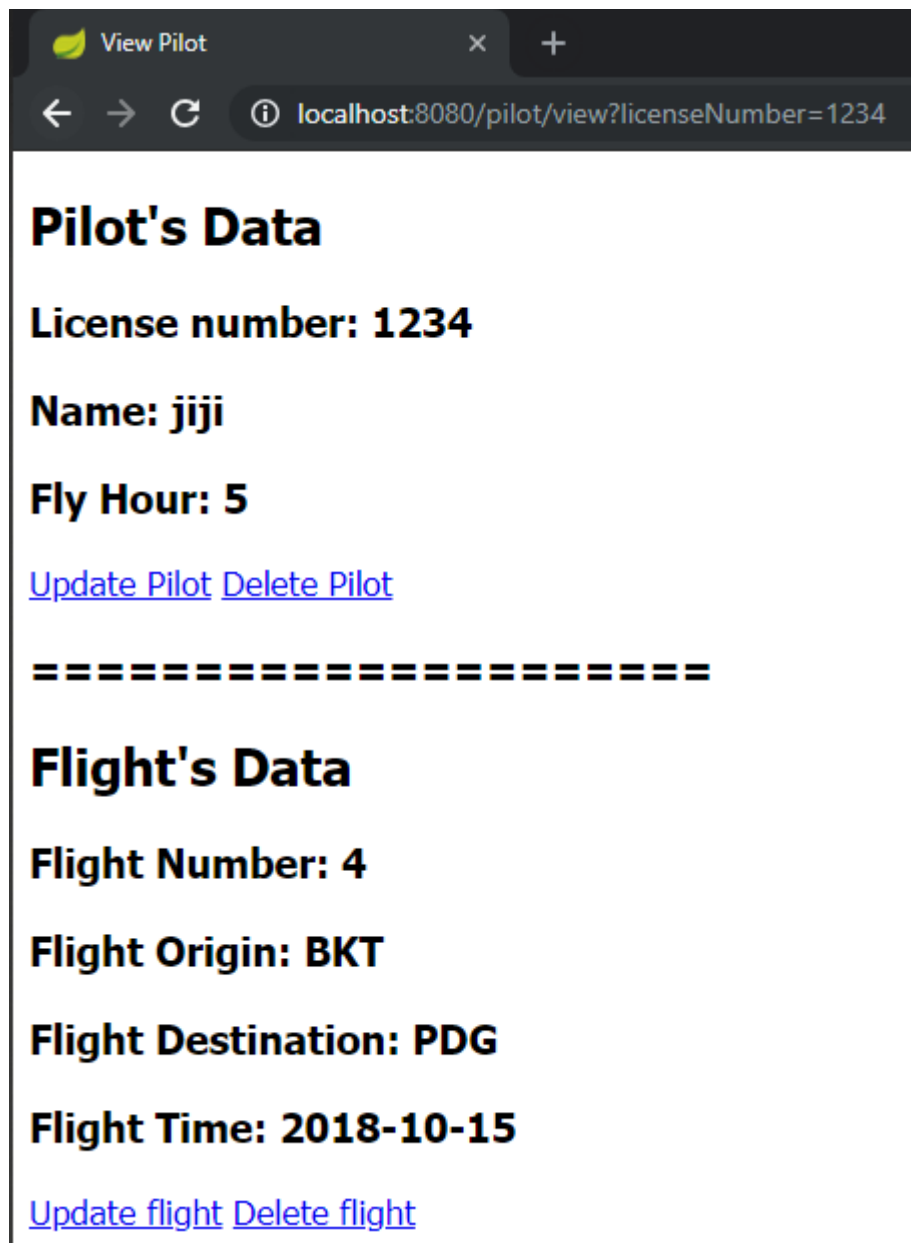 View Pilot
localhost:8080/pilot/view?licenseNumber=1234
Pilot's Data
License number: 1234
Name: jiji
Fly Hour: 5
Update Pilot Delete Pilot
=====================
Flight's Data
Flight Number: 4
Flight Origin: BKT
Flight Destination: PDG
Flight Time: 2018-10-15
Update flight Delete flight